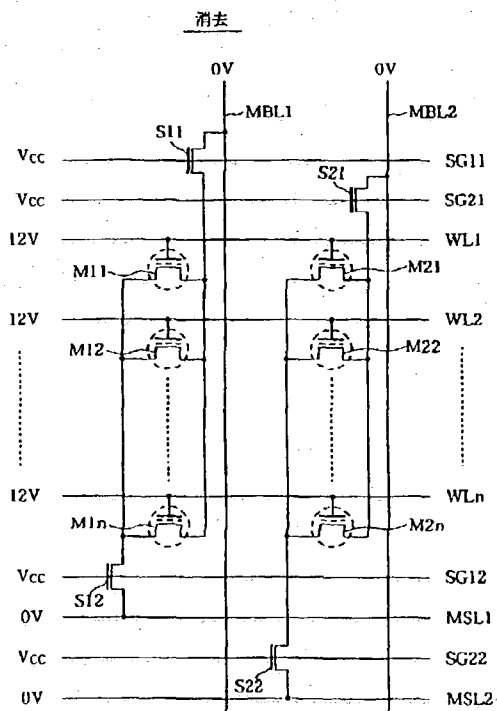 消去
0V 0V
MBL1 MBL2
S11
Vcc SG11
S21
Vcc SG21
12V WL1
M11 M21
12V WL2
M12 M22
12V WLn
M1n M2n
Vcc SG12
S12
0V MSL1
Vcc SG22
S22
0V MSL2